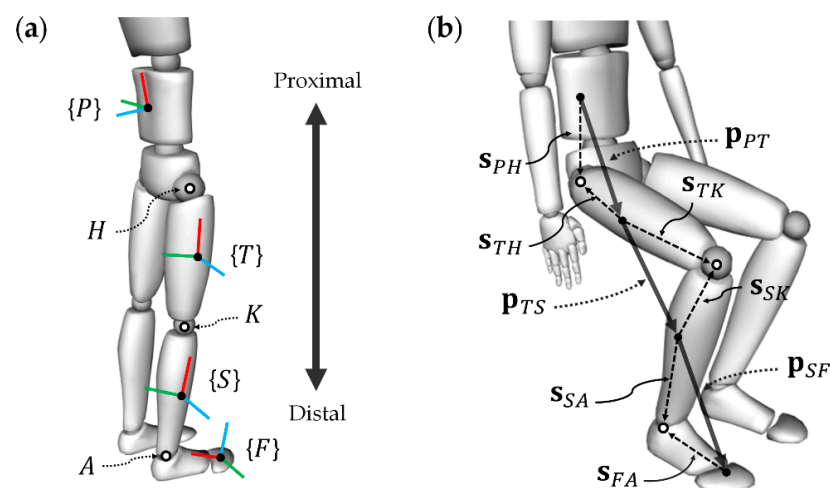 (a)
Proximal
{P}
H
{T}
K
{S}
Distal
A
{F}
(b)
p_PT
s_PH
s_TK
s_TH
s_SK
p_TS
p_SF
s_SA
s_FA